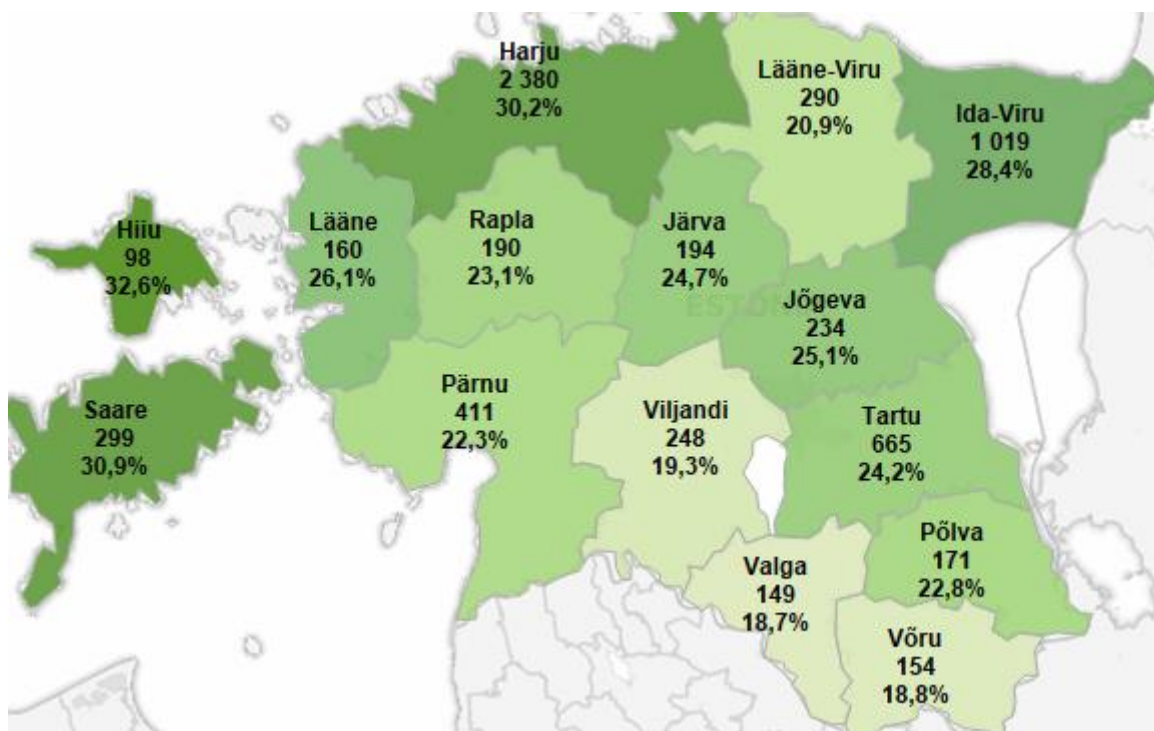 Harju
2 380
30,2%
Lääne-Viru
290
20,9%
Ida-Viru
1 019
28,4%
Hiiu
98
32,6%
Lääne
160
26,1%
Rapla
190
23,1%
Järva
194
24,7%
Jõgeva
234
25,1%
Saare
299
30,9%
Pärnu
411
22,3%
Viljandi
248
19,3%
Tartu
665
24,2%
Põlva
171
22,8%
Valga
149
18,7%
Võru
154
18,8%